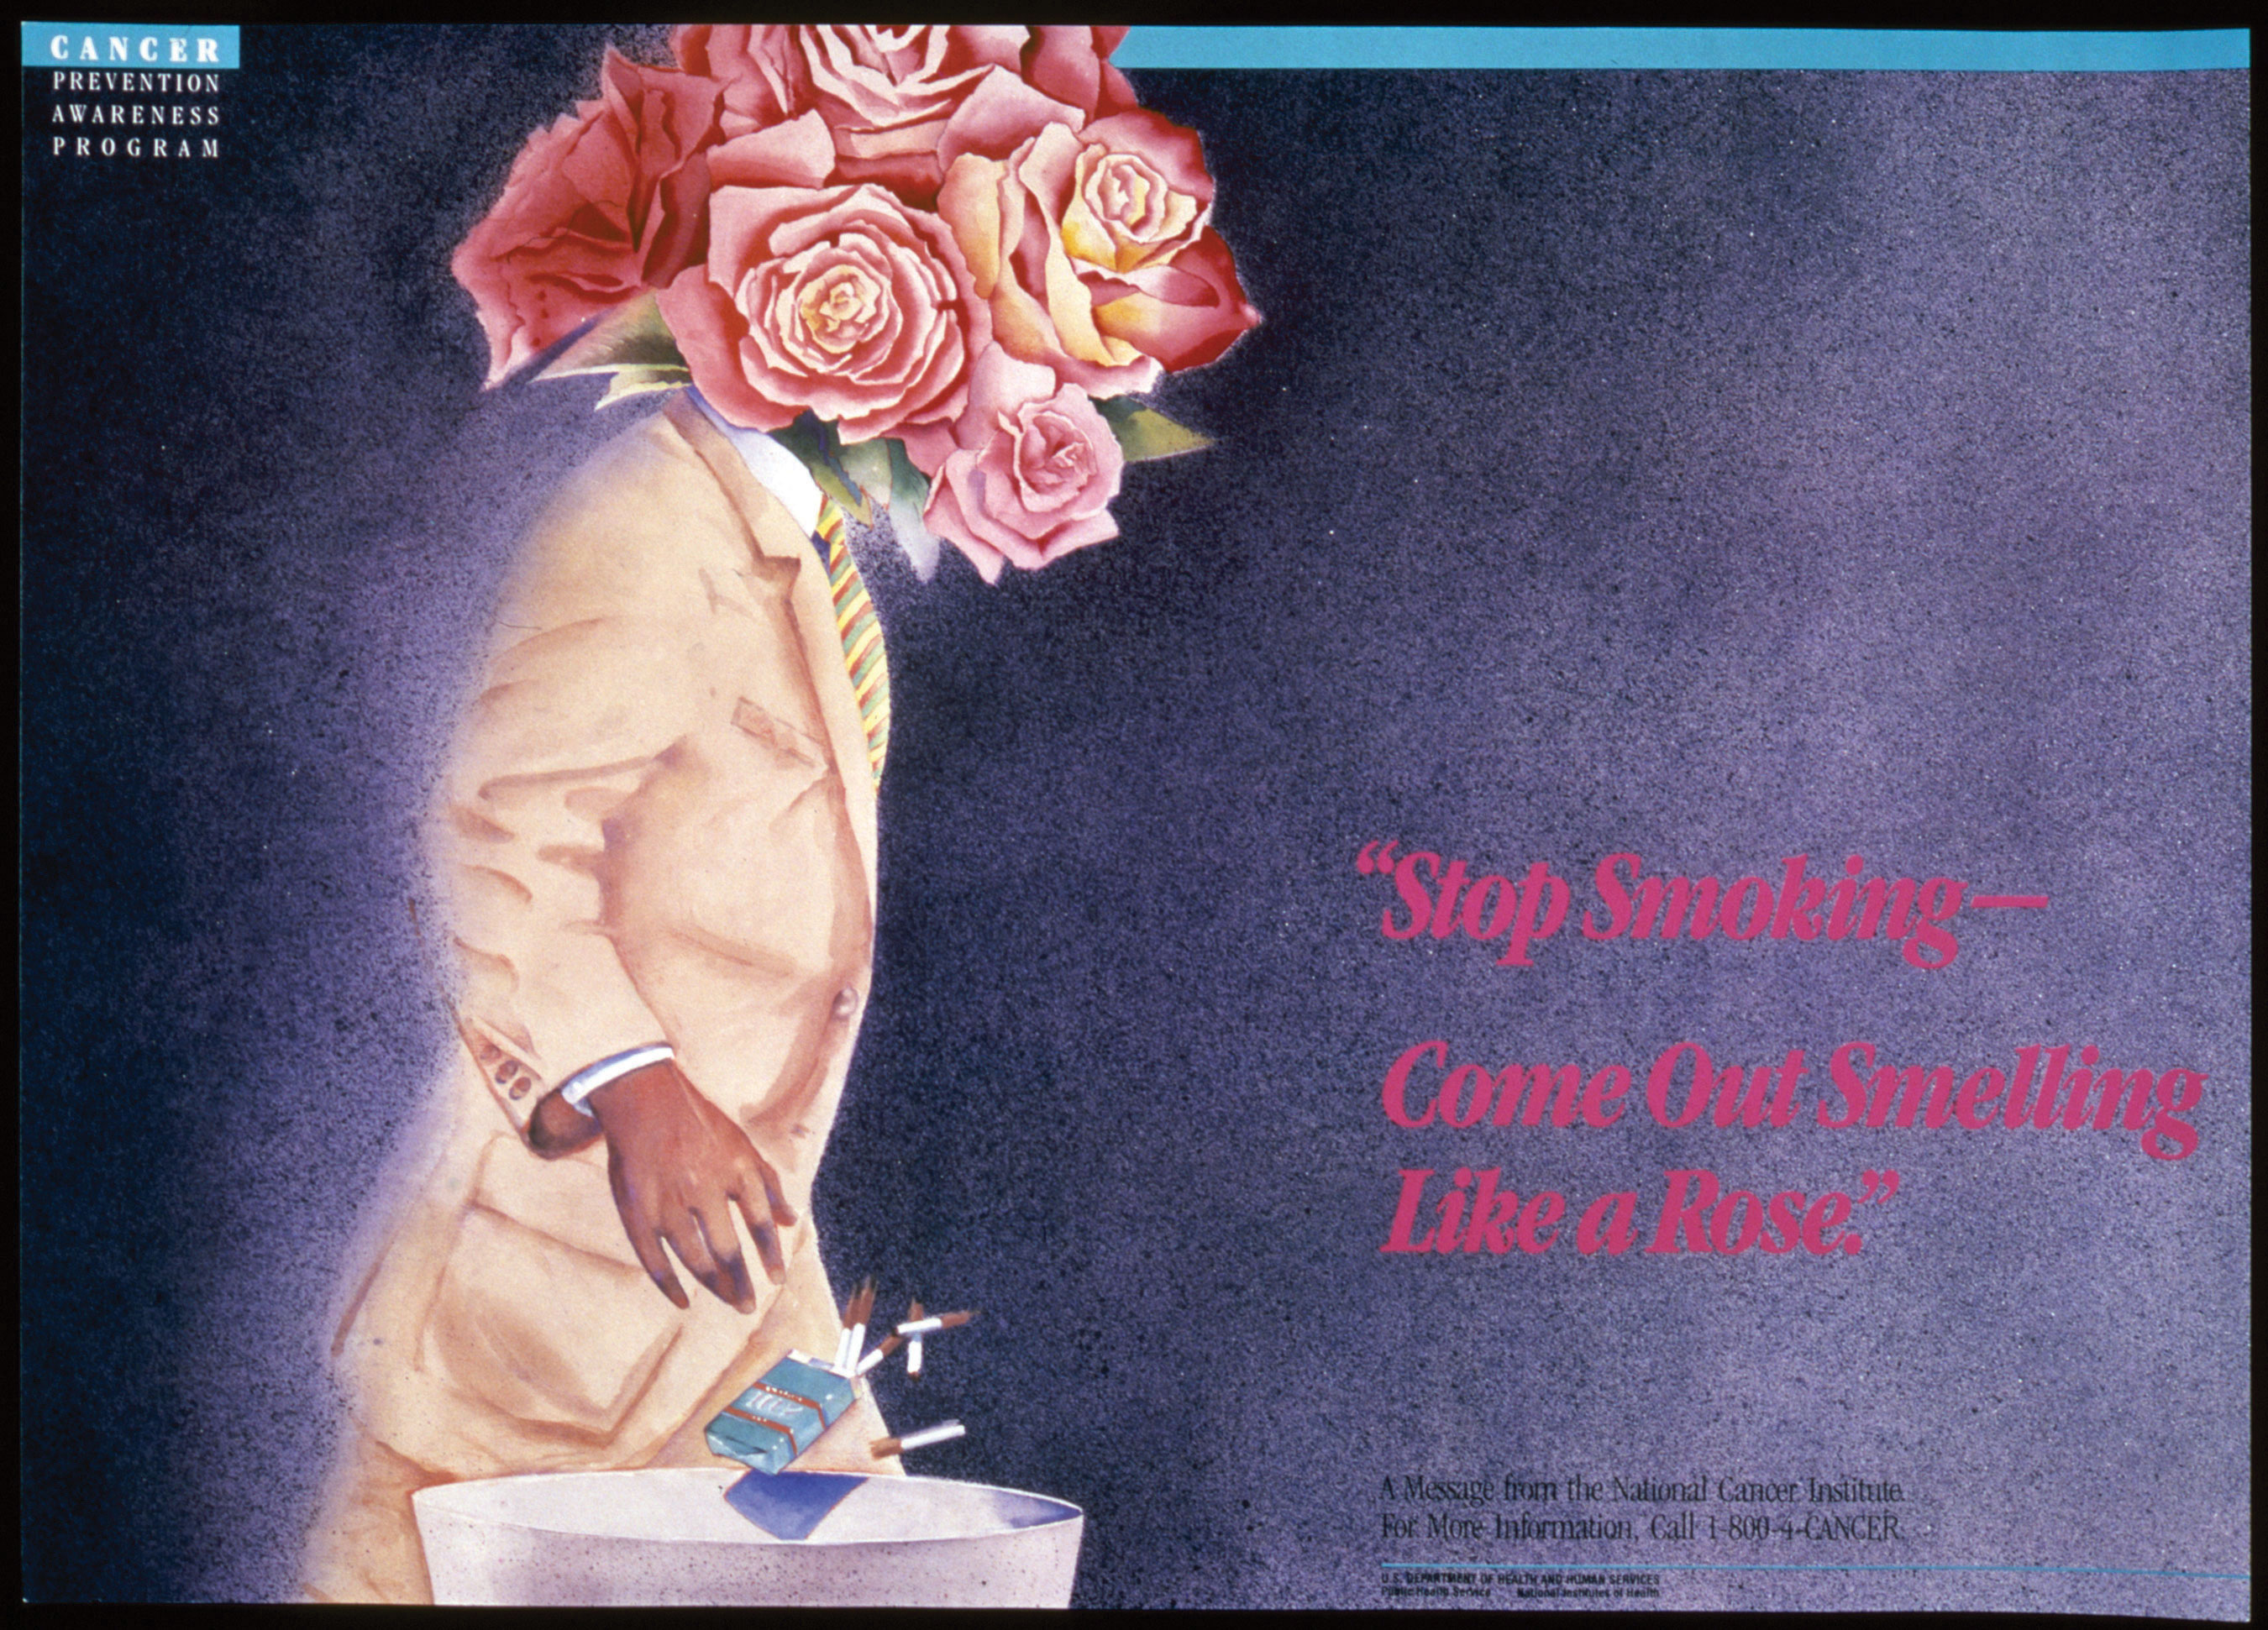 CANCER
PREVENTION
AWARENESS
PROGRAM
“Stop Smoking—
Come Out Smelling
Like a Rose.”
A Message from the National Cancer Institute.
For More Information, Call 1-800-4-CANCER.
U.S. DEPARTMENT OF HEALTH AND HUMAN SERVICES
Public Health Service National Institutes of Health